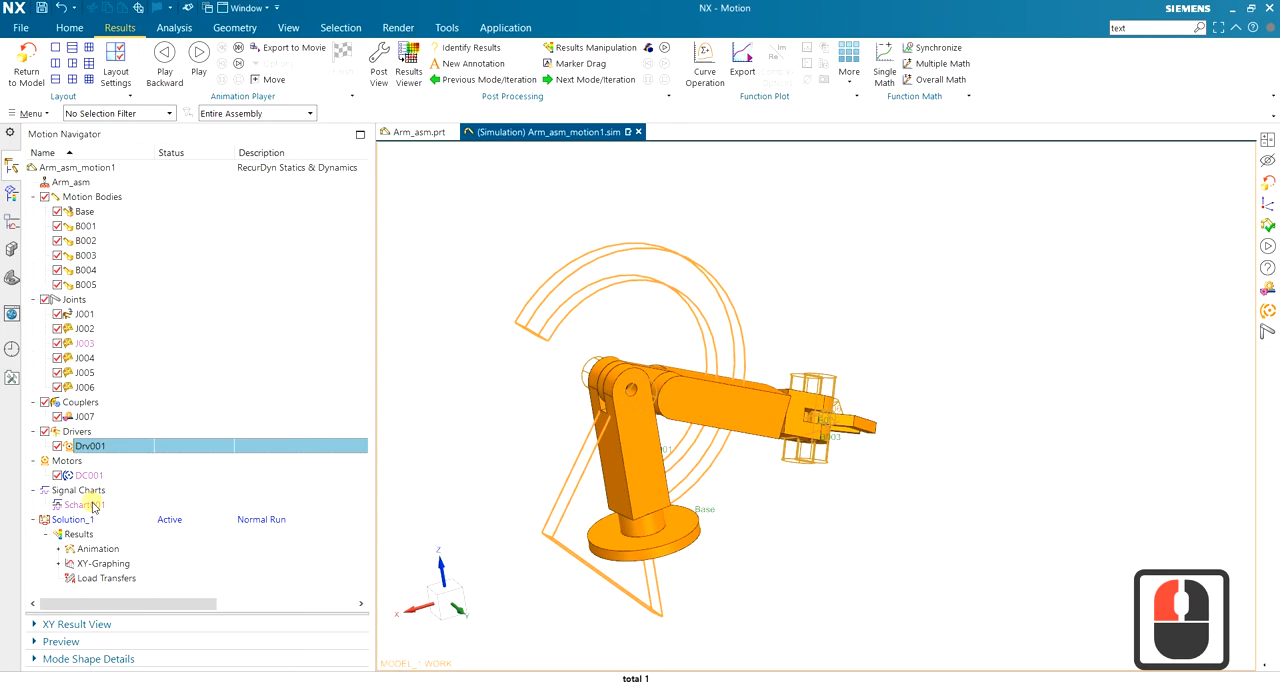 NX
Window
NX - Motion
SIEMENS
File
Home
Results
Analysis
Geometry
View
Selection
Render
Tools
Application
text
Return
to Model
Layout
Settings
Layout
Play
Backward
Play
Export to Movie
Move
Animation Player
Post
View
Results
Viewer
Identify Results
New Annotation
Previous Mode/Iteration
Results Manipulation
Marker Drag
Next Mode/Iteration
Post Processing
Curve
Operation
Export
More
Function Plot
Single
Math
Synchronize
Multiple Math
Overall Math
Function Math
Menu
No Selection Filter
Entire Assembly
Motion Navigator
Name
Status
Description
Arm_asm_motion1
RecurDyn Statics & Dynamics
Arm_asm
Motion Bodies
Base
B001
B002
B003
B004
B005
Joints
J001
J002
J003
J004
J005
J006
Couplers
J007
Drivers
Drv001
Motors
DC001
Signal Charts
Solution_1
Active
Normal Run
Results
Animation
XY-Graphing
Load Transfers
XY Result View
Preview
Mode Shape Details
Arm_asm.prt
(Simulation) Arm_asm_motion1.sim
Base
Z
X
MODEL_1 WORK
total 1